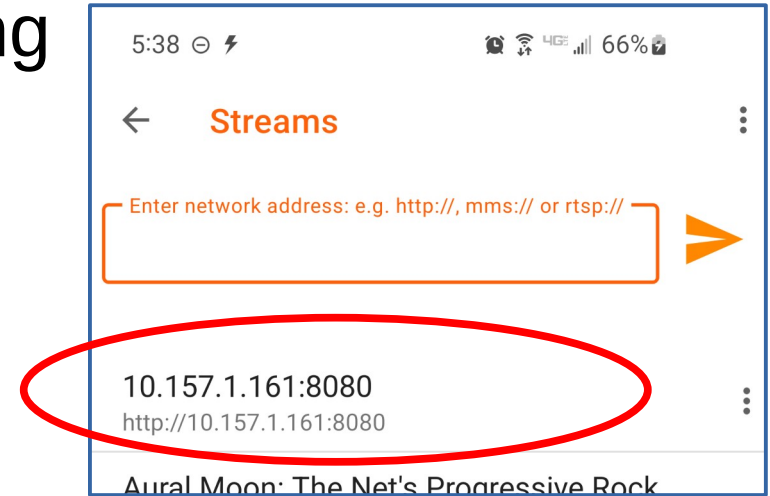 ng
5:38 4GE 66%
Streams
Enter network address: e.g. http://, mms:// or rtsp://
10.157.1.161:8080
http://10.157.1.161:8080
Aural Moon: The Net's Progressive Rock